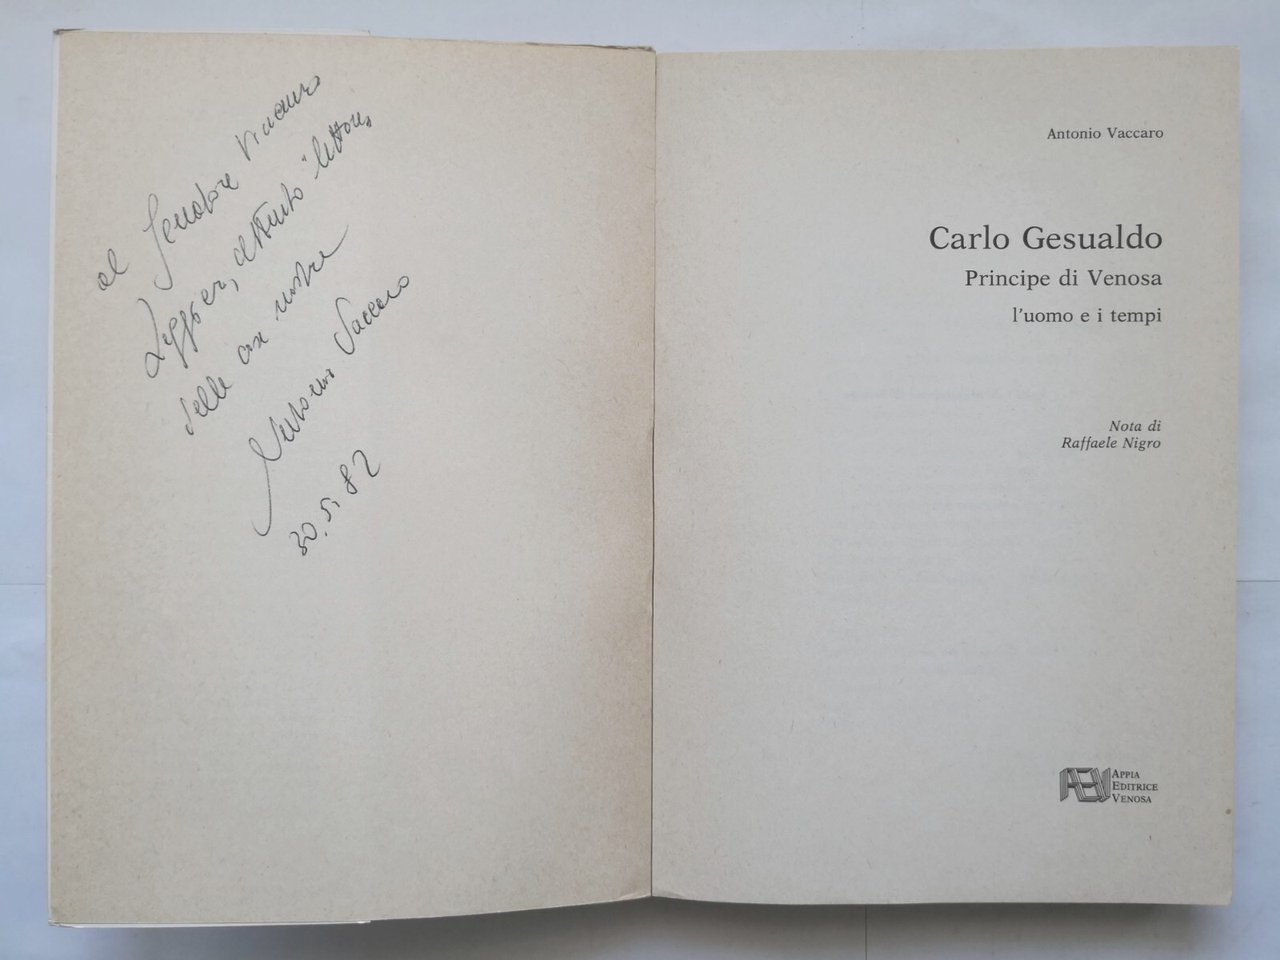 al Senatore Vincenzo
attento lettore
delle cose nostre
Antonio Vaccaro
30.5.82
Antonio Vaccaro
Carlo Gesualdo
Principe di Venosa
l'uomo e i tempi
Nota di
Raffaele Nigro
APPIA
EDITRICE
VENOSA